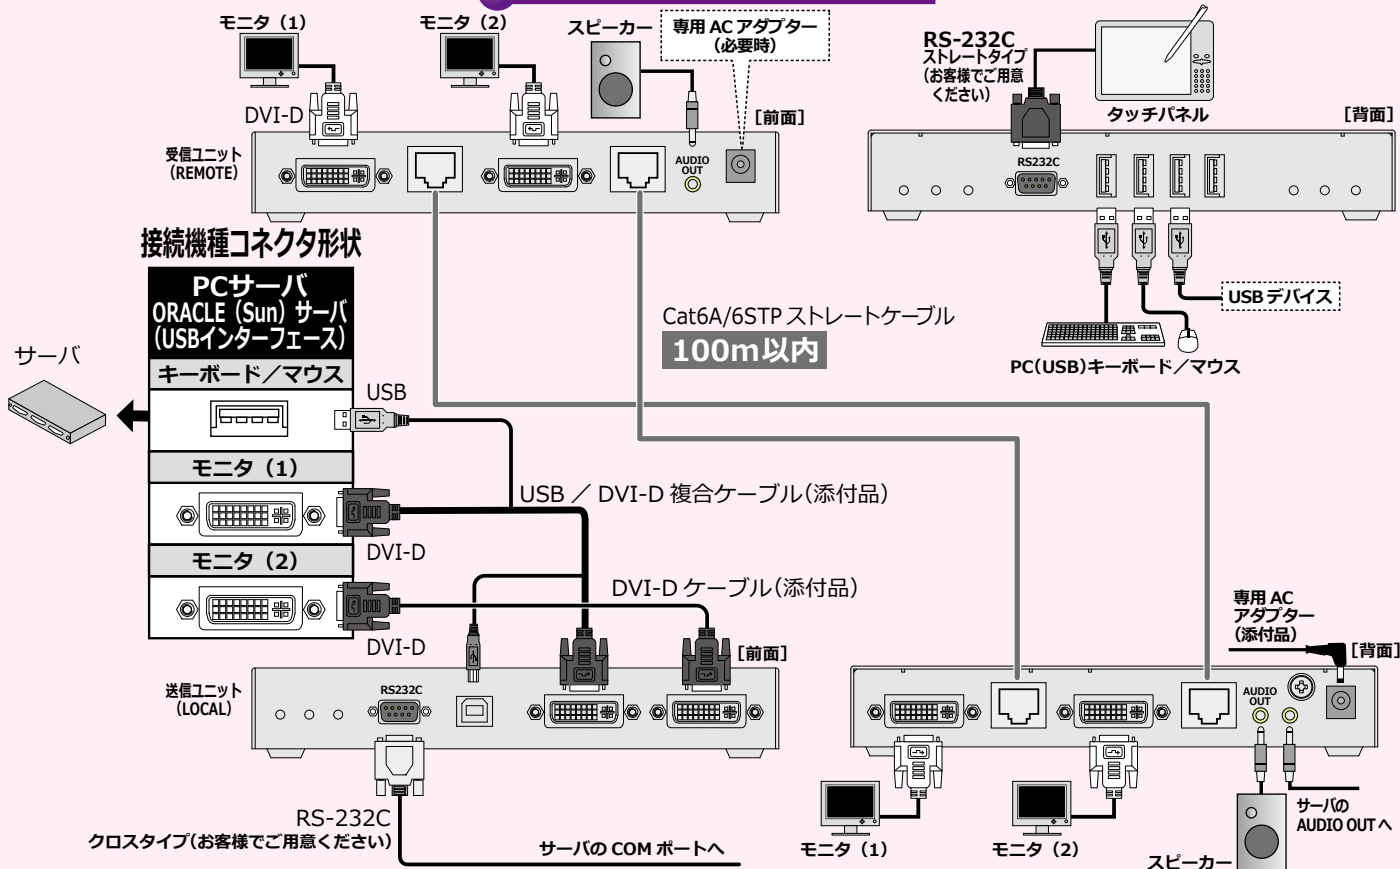 モニタ（1）
モニタ（2）
スピーカー
専用 AC アダプター
（必要時）
DVI-D
［前面］
受信ユニット
（REMOTE）
AUDIO
OUT
RS-232C
ストレートタイプ
（お客様でご用意
ください）
タッチパネル
［背面］
RS232C
USB デバイス
PC（USB）キーボード／マウス
接続機種コネクタ形状
PCサーバ
ORACLE（Sun）サーバ
（USBインターフェース）
サーバ
キーボード／マウス
USB
モニタ（1）
DVI-D
モニタ（2）
DVI-D
Cat6A/6STP ストレートケーブル
100m以内
USB ／ DVI-D 複合ケーブル（添付品）
DVI-D ケーブル（添付品）
［前面］
送信ユニット
（LOCAL）
RS232C
RS-232C
クロスタイプ（お客様でご用意ください）
サーバの COM ポートへ
専用 AC
アダプター
（添付品）
［背面］
AUDIO
OUT
モニタ（1）
モニタ（2）
スピーカー
サーバの
AUDIO OUT へ